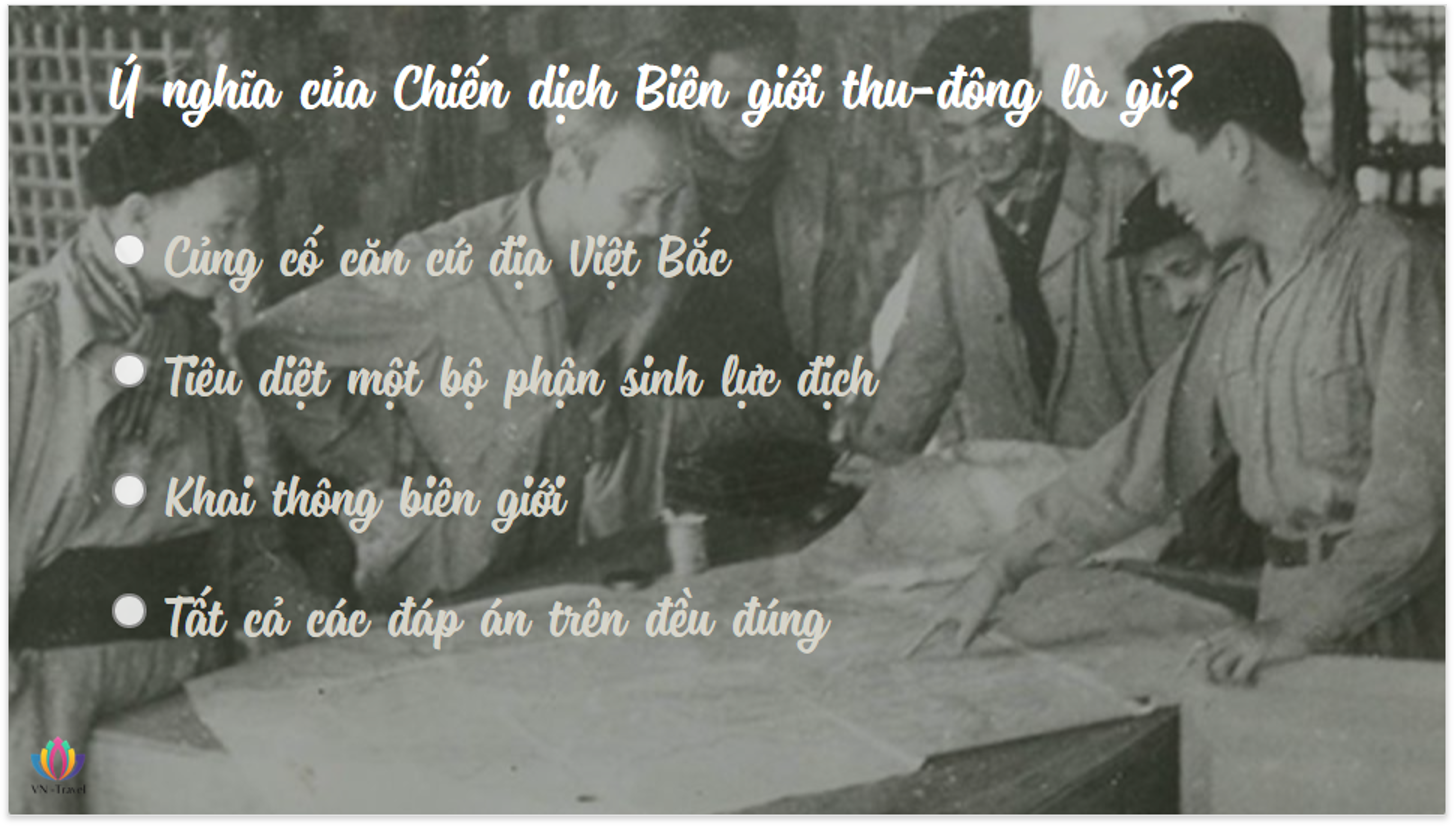 Ý nghĩa của Chiến dịch Biên giới thu-đông là gì?
Củng cố căn cứ địa Việt Bắc
Tiêu diệt một bộ phận sinh lực địch
Khai thông biên giới
Tất cả các đáp án trên đều đúng
VN-Travel